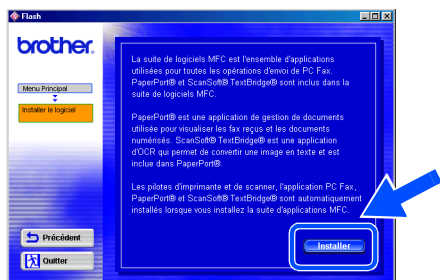 Flash
brother.
Menu Principal
Installer le logiciel
La suite de logiciels MFC est l'ensemble d'applications
utilisées pour toutes les opérations d'envoi de PC Fax.
PaperPort® et ScanSoft® TextBridge® sont inclus dans la
suite de logiciels MFC.
PaperPort® est une application de gestion de documents
utilisée pour visualiser les fax reçus et les documents
numérisés. ScanSoft® TextBridge® est une application
d'OCR qui permet de convertir une image en texte et est
incluse dans PaperPort®.
Les pilotes d'imprimante et de scanner, l'application PC Fax,
PaperPort® et ScanSoft® TextBridge® sont automatiquement
installés lorsque vous installez la suite d'applications MFC.
Précédent
Quitter
Installer